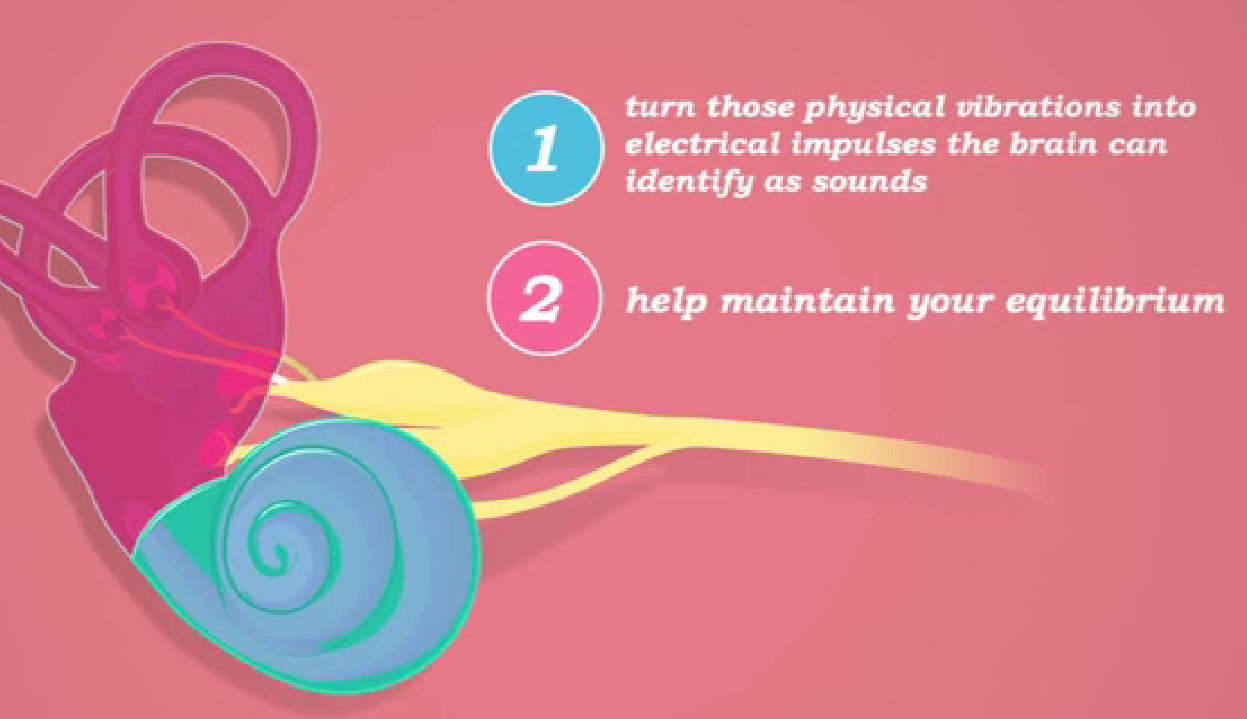 1
turn those physical vibrations into
electrical impulses the brain can
identify as sounds
2
help maintain your equilibrium